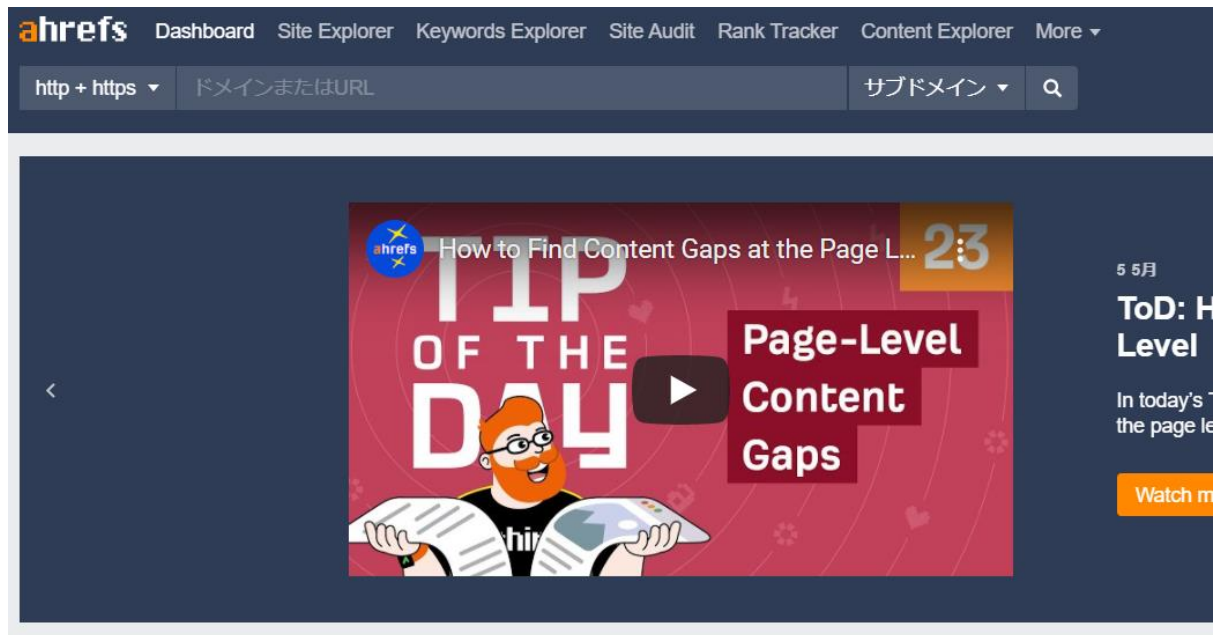 ahrefs Dashboard Site Explorer Keywords Explorer Site Audit Rank Tracker Content Explorer More
http + https ドメインまたはURL サブドメイン
ahrefs How to Find Content Gaps at the Page L... 23
TIP
OF THE
DAY
Page-Level
Content
Gaps
5 5月
ToD: H
Level
In today's T
the page le
Watch m